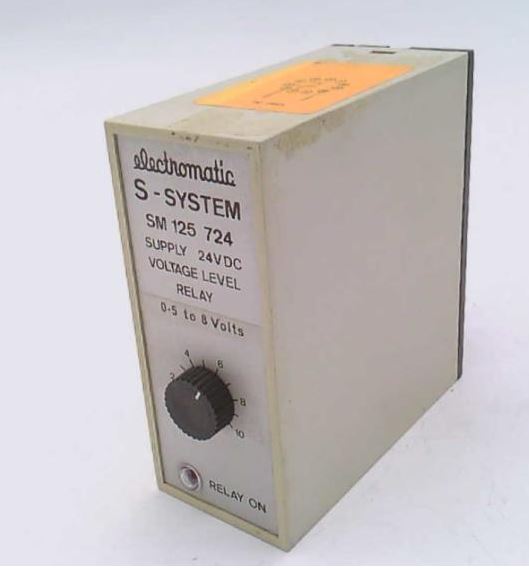 electromatic
S-SYSTEM
SM 125 724
SUPPLY 24VDC
VOLTAGE LEVEL
RELAY
0-5 to 8 Volts
2 4 6 8 10
RELAY ON